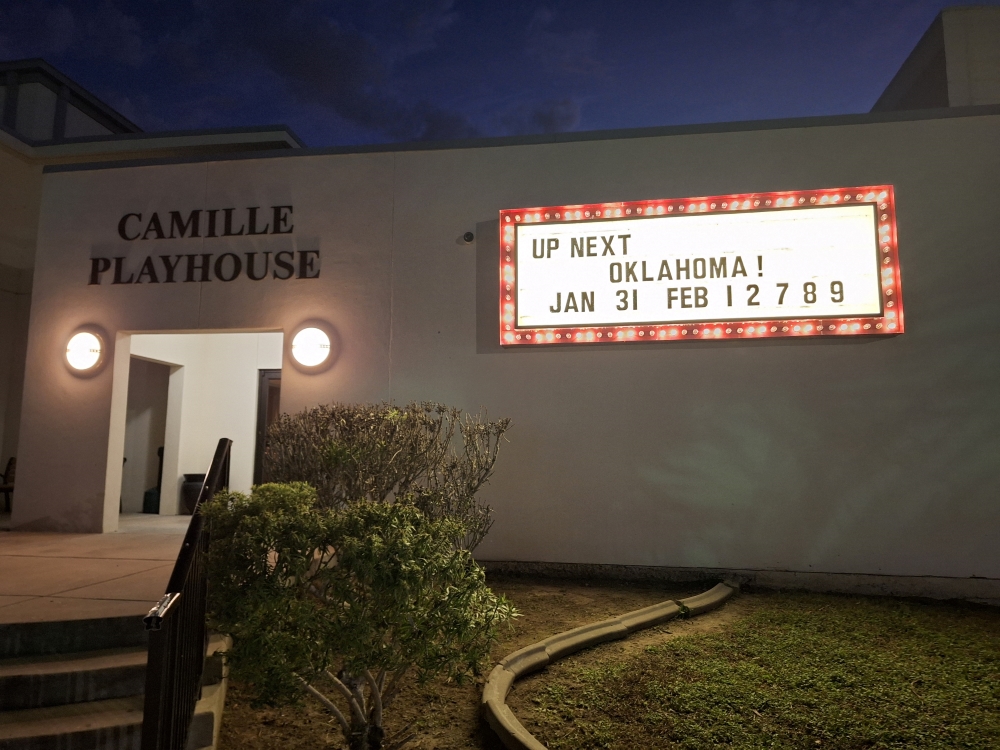 CAMILLE
PLAYHOUSE
UP NEXT
OKLAHOMA!
JAN 31 FEB 1 2 7 8 9